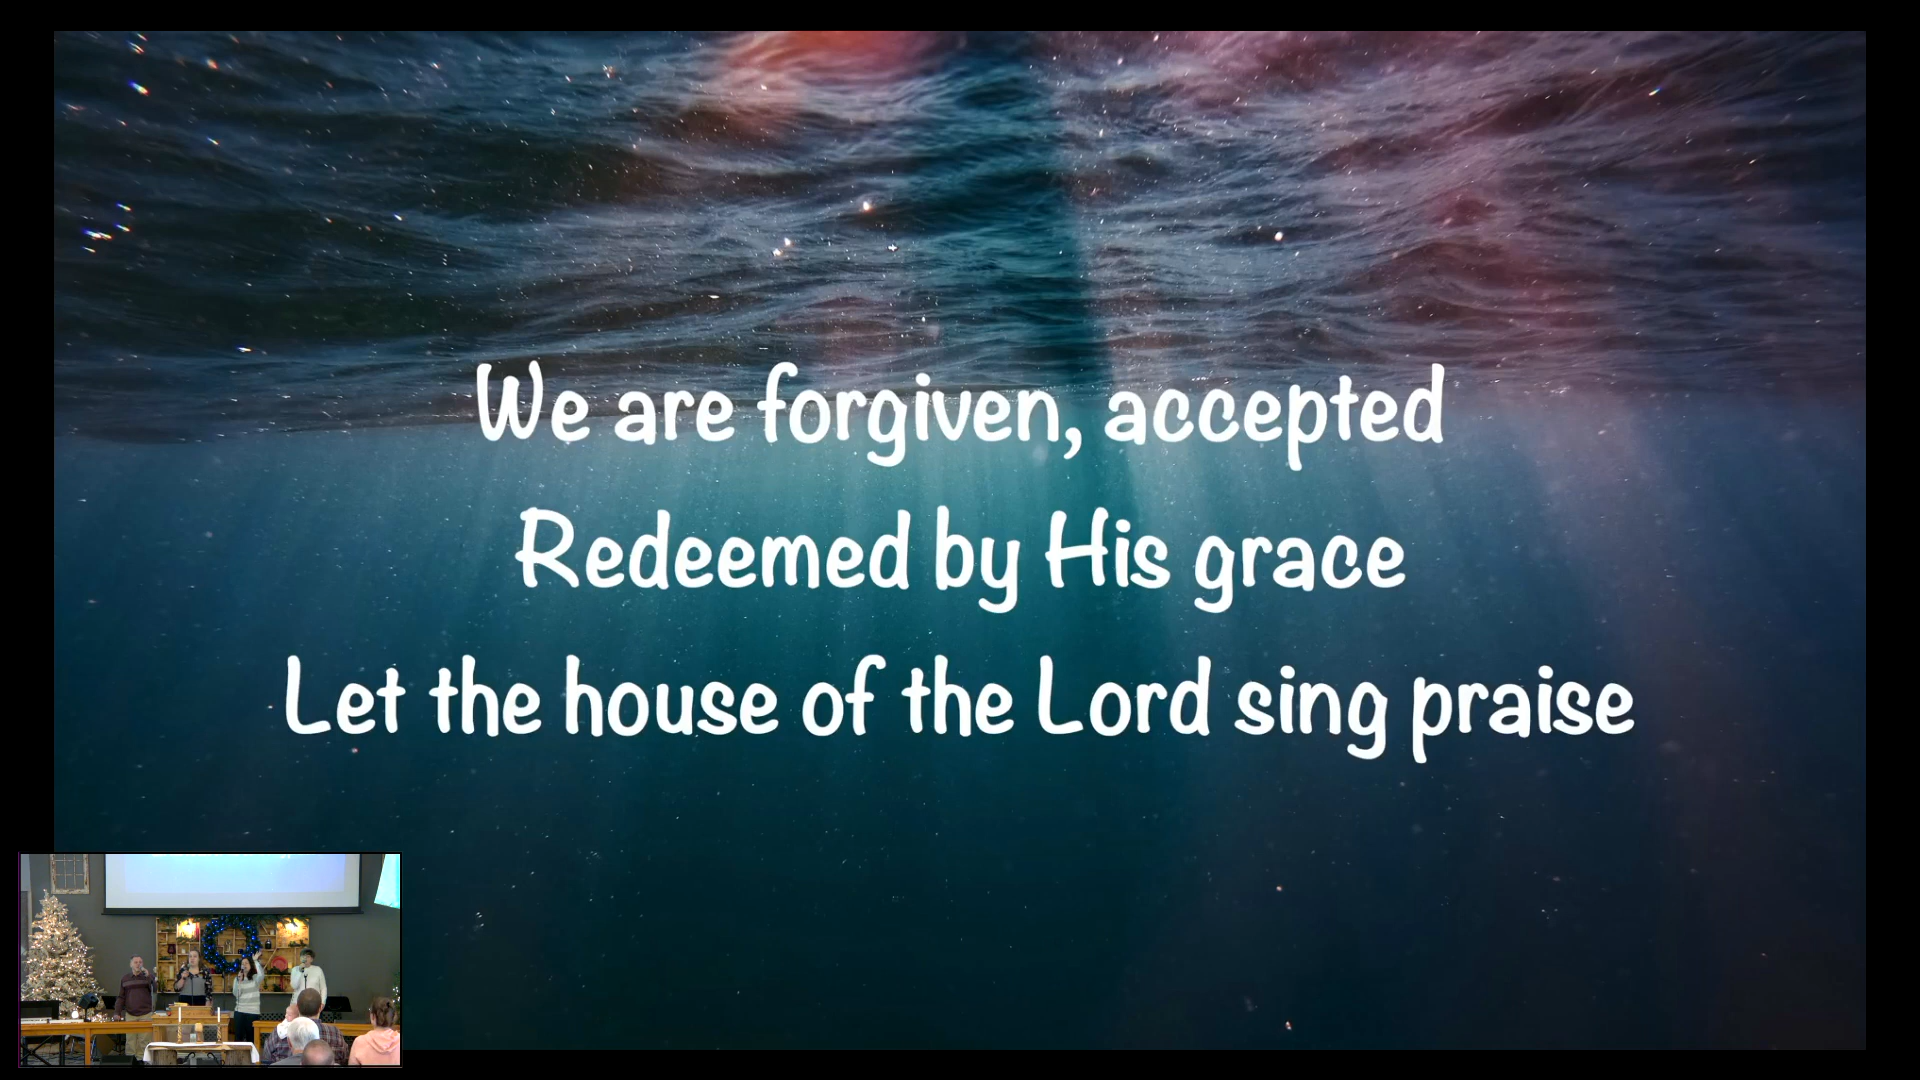 We are forgiven, accepted
Redeemed by His grace
Let the house of the Lord sing praise